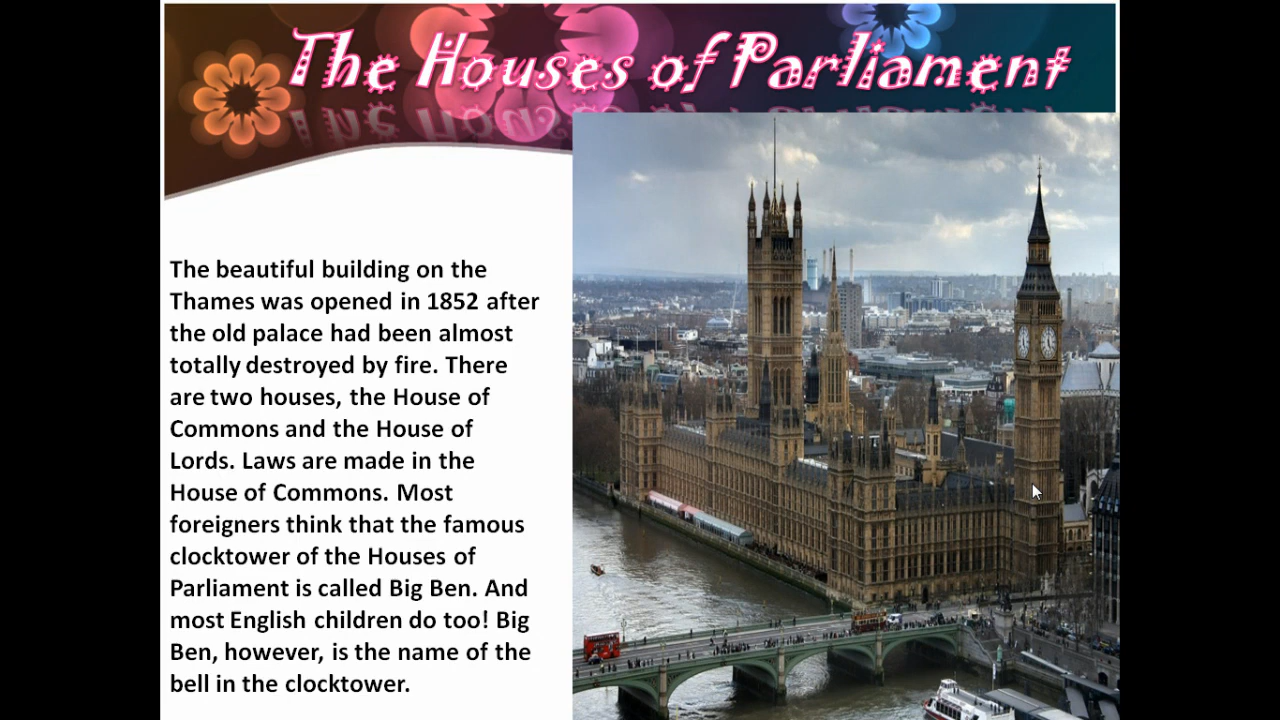 The Houses of Parliament
The beautiful building on the
Thames was opened in 1852 after
the old palace had been almost
totally destroyed by fire. There
are two houses, the House of
Commons and the House of
Lords. Laws are made in the
House of Commons. Most
foreigners think that the famous
clocktower of the Houses of
Parliament is called Big Ben. And
most English children do too! Big
Ben, however, is the name of the
bell in the clocktower.